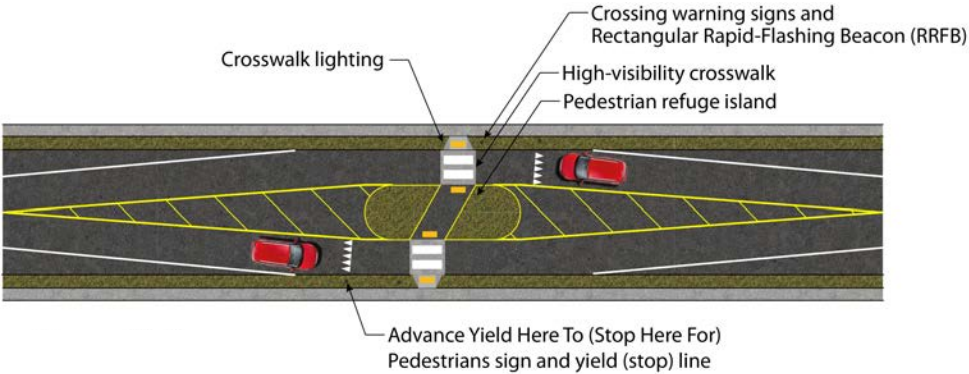 Crossing warning signs and
Rectangular Rapid-Flashing Beacon (RRFB)
Crosswalk lighting
High-visibility crosswalk
Pedestrian refuge island
Advance Yield Here To (Stop Here For)
Pedestrians sign and yield (stop) line